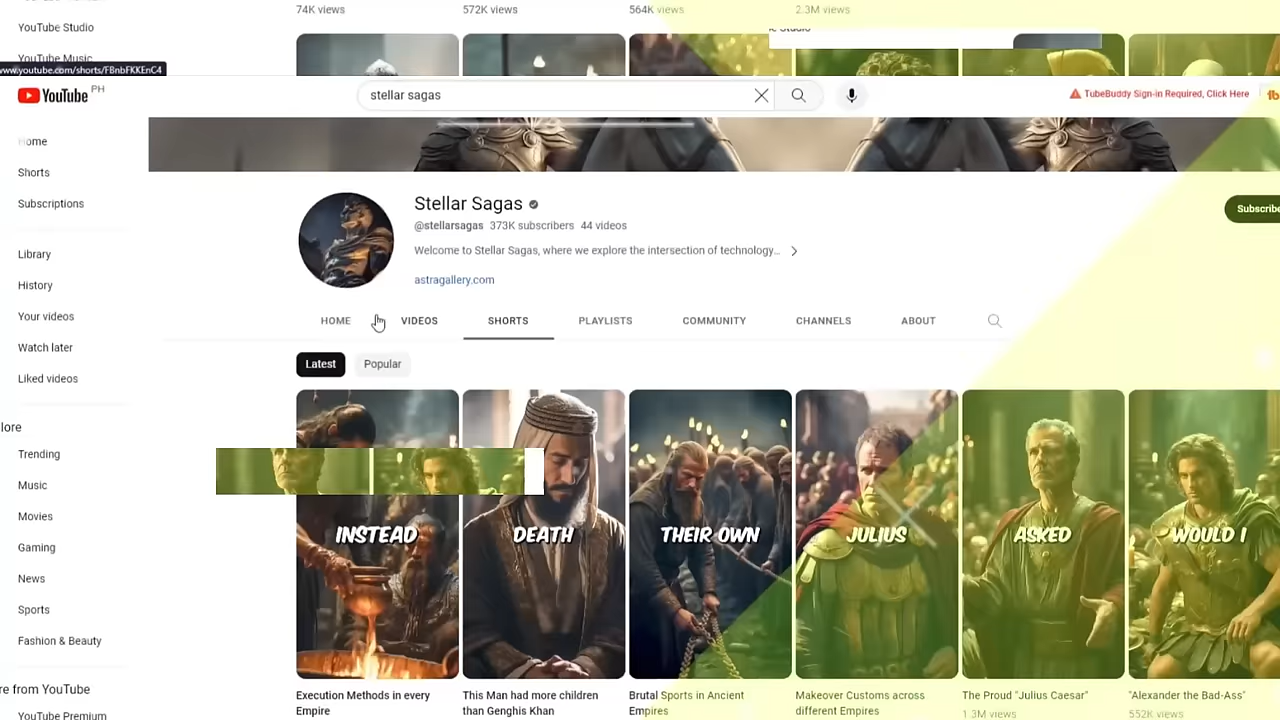 74K views
572K views
564K views
2.3M views
YouTube Studio
YouTube Music
www.youtube.com/shorts/FBnbFKKEnC4
YouTube PH
stellar sagas
TubeBuddy Sign-in Required, Click Here
tb
Home
Shorts
Subscriptions
Library
History
Your videos
Watch later
Liked videos
lore
Trending
Music
Movies
Gaming
News
Sports
Fashion & Beauty
re from YouTube
YouTube Premium
Stellar Sagas
@stellarsagas 373K subscribers 44 videos
Welcome to Stellar Sagas, where we explore the intersection of technology...
astragallery.com
Subscribe
HOME
VIDEOS
SHORTS
PLAYLISTS
COMMUNITY
CHANNELS
ABOUT
Latest
Popular
INSTEAD
DEATH
THEIR OWN
JULIUS
ASKED
WOULD I
Execution Methods in every
Empire
This Man had more children
than Genghis Khan
Brutal Sports in Ancient
Empires
Makeover Customs across
different Empires
The Proud "Julius Caesar"
1.3M views
"Alexander the Bad-Ass"
552K views